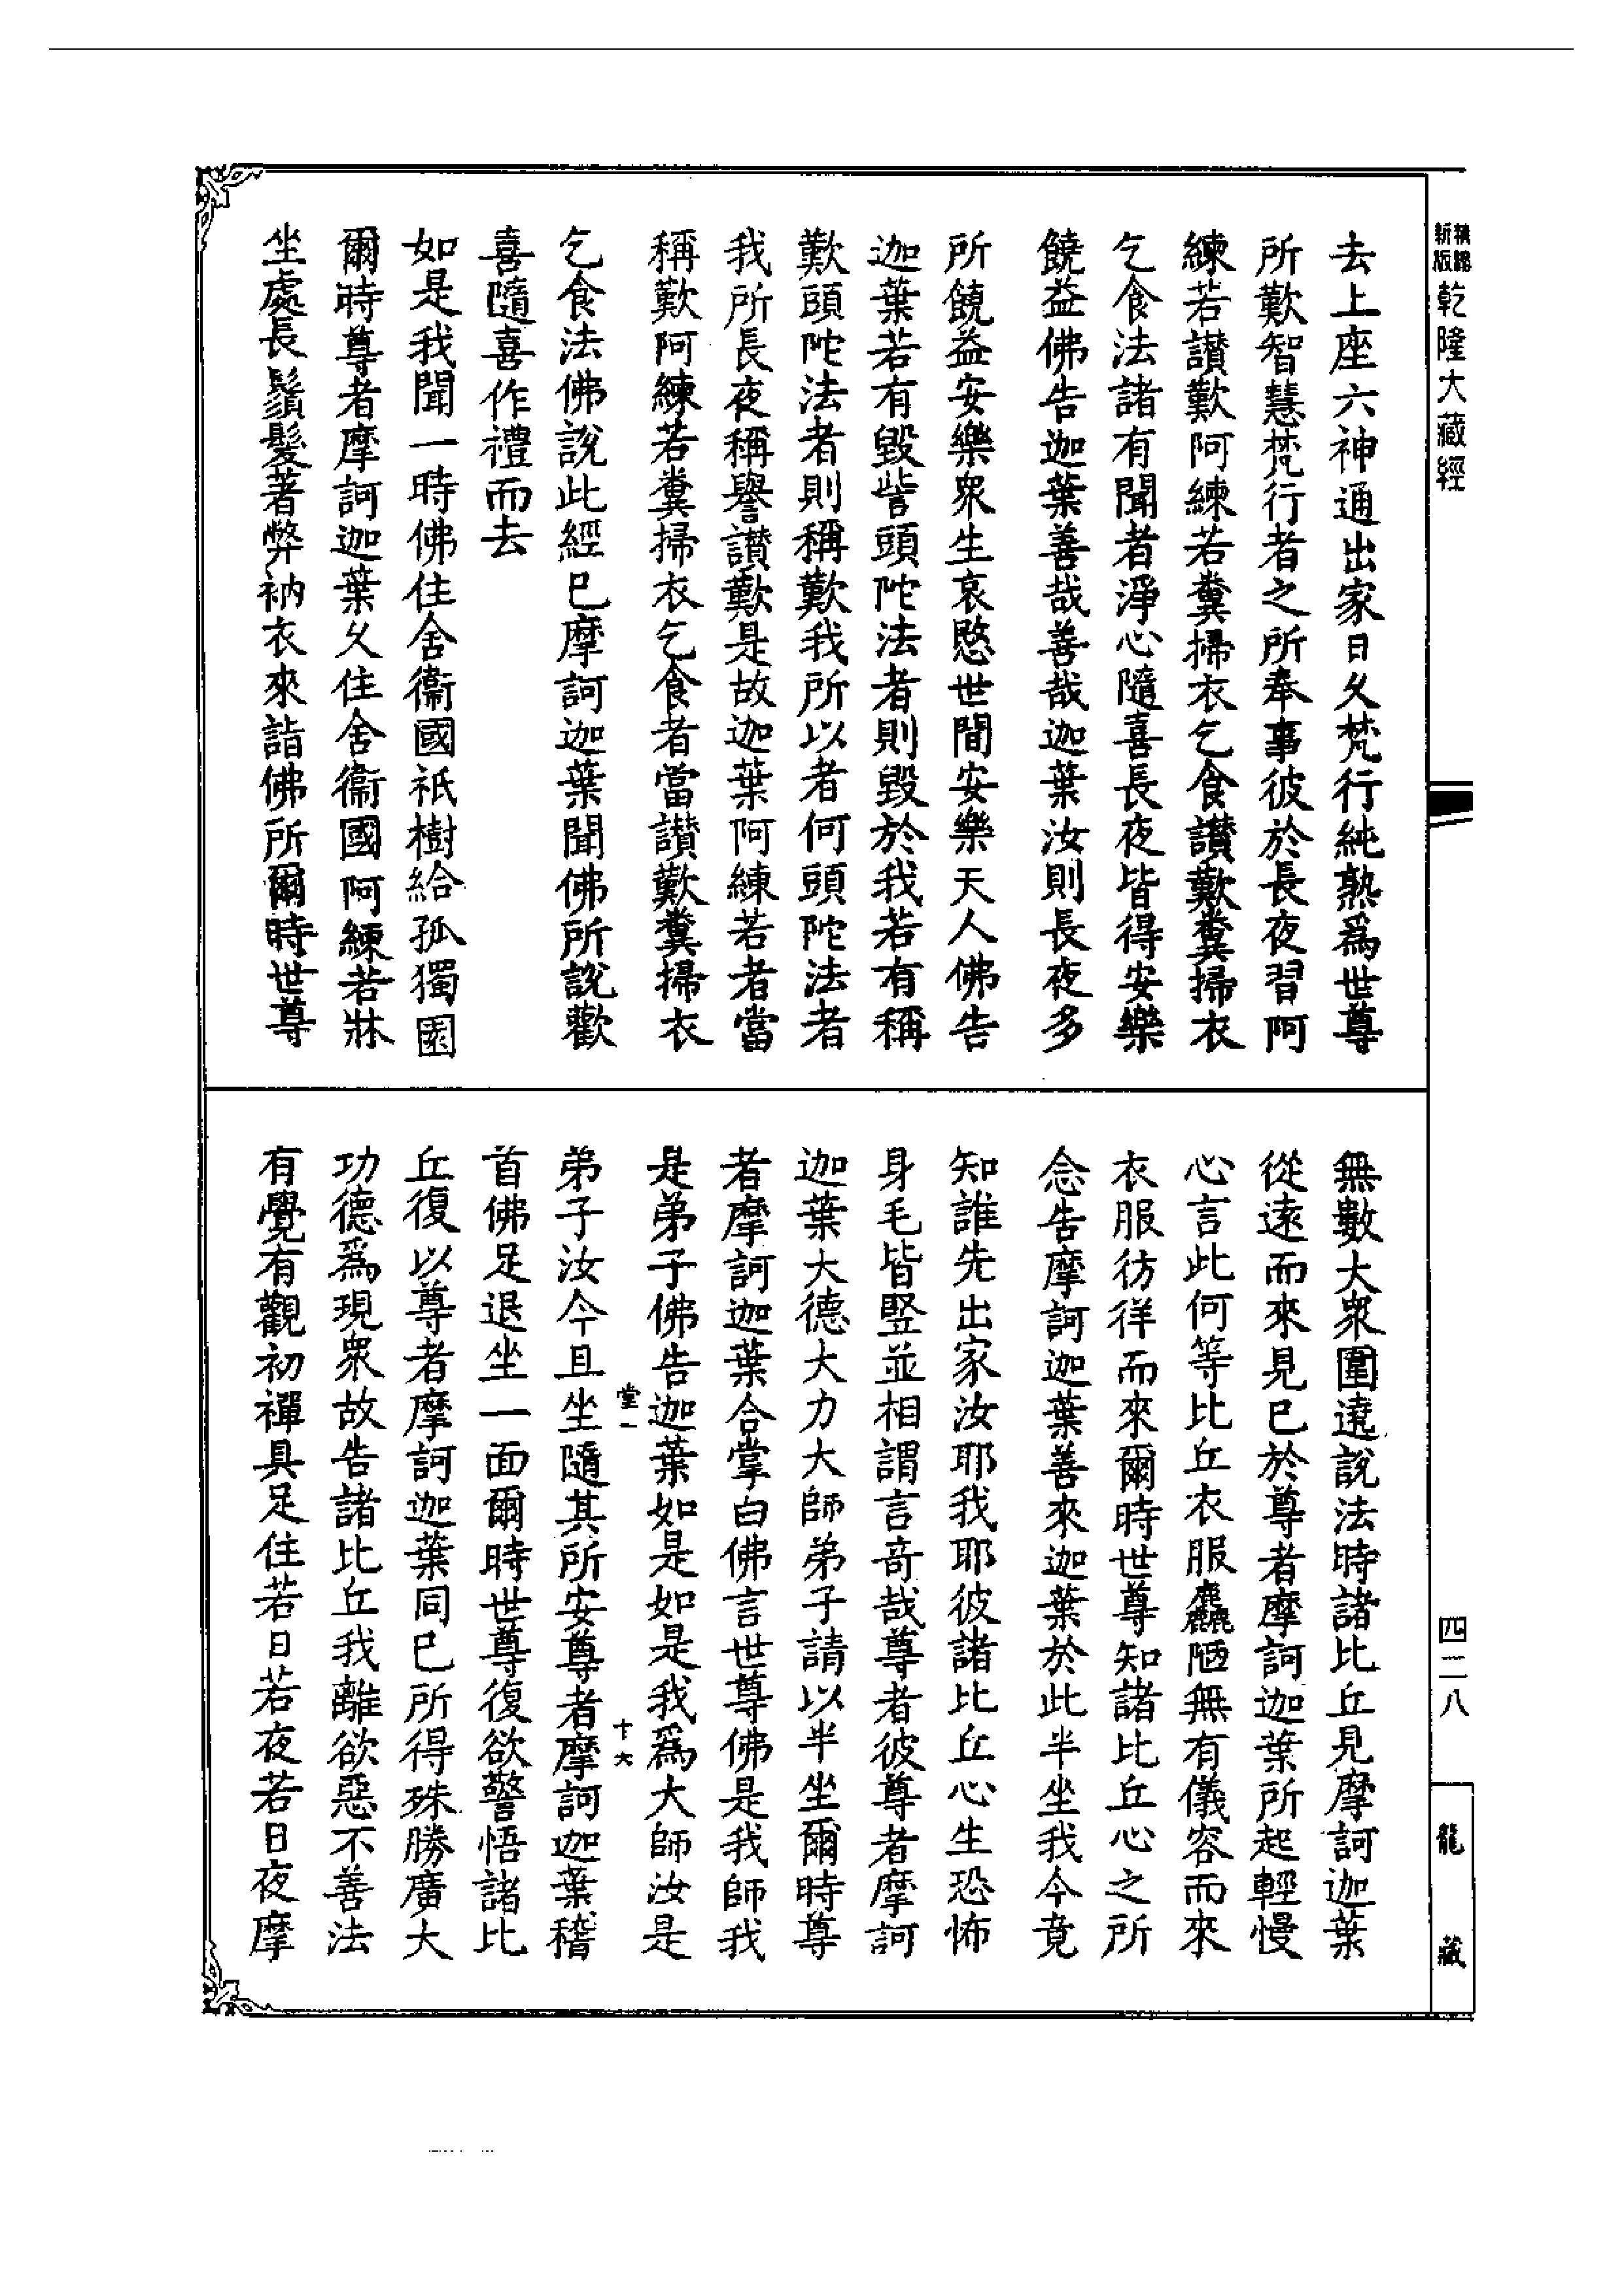 新版
乾隆大藏經
去上座六神通出家日久梵行純熟爲世尊
所歎智慧梵行者之所奉事彼於長夜習阿
練若讃歎阿練若糞掃衣乞食讃歎糞掃衣
乞食法諸有聞者淨心隨喜長夜皆得安樂
饒益佛告迦葉善哉善哉迦葉汝則長夜多
所饒益安樂衆生哀愍世間安樂天人佛告
迦葉若有毀訾頭陀法者則毀於我若有稱
歎頭陀法者則稱歎我所以者何頭陀法者
我所長夜稱譽讃歎是故迦葉阿練若者當
稱歎阿練若糞掃衣乞食者當讃歎糞掃衣
乞食法佛說此經已摩訶迦葉聞佛所說歡
喜隨喜作禮而去
如是我聞一時佛住舍衞國祇樹給孤獨園
爾時尊者摩訶迦葉久住舍衞國阿練若牀
坐處長鬚髮著弊衲衣來詣佛所爾時世尊
無數大衆圍遶說法時諸比丘見摩訶迦葉
從遠而來見已於尊者摩訶迦葉所起輕慢
心言此何等比丘衣服麤陋無有儀容而來
衣服彷徉而來爾時世尊知諸比丘心之所
念告摩訶迦葉善來迦葉於此半坐我今竟
知誰先出家汝耶我耶彼諸比丘心生恐怖
身毛皆竪並相謂言奇哉尊者彼尊者摩訶
迦葉大德大力大師弟子請以半坐爾時尊
者摩訶迦葉合掌白佛言世尊佛是我師我
是弟子佛告迦葉如是如是我爲大師汝是
堂一
十六
弟子汝今且坐隨其所安尊者摩訶迦葉稽
首佛足退坐一面爾時世尊復欲警悟諸比
丘復以尊者摩訶迦葉同已所得殊勝廣大
功德爲現衆故告諸比丘我離欲惡不善法
有覺有觀初禪具足住若日若夜若日夜摩
四二八
龍藏